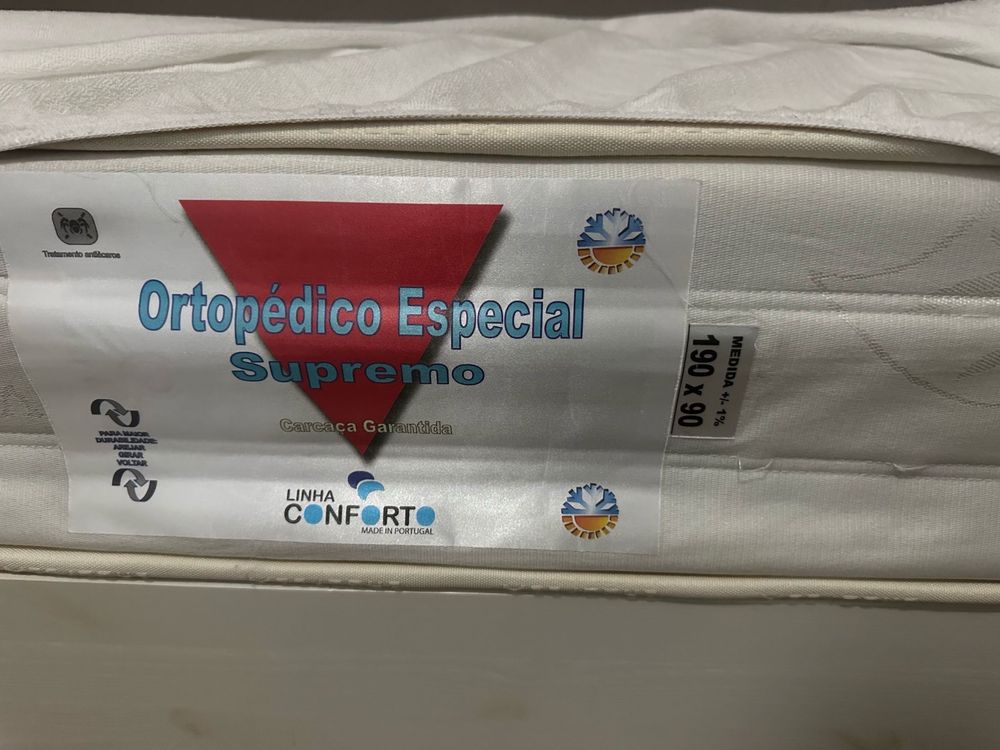 Tratamento antiácaros
Ortopédico Especial
Supremo
Carcaça Garantida
PARA MAIOR
DURABILIDADE:
AREJAR
GIRAR
VOLTAR
LINHA
CONFORTO
MADE IN PORTUGAL
MEDIDA +/- 1%
190 x 90